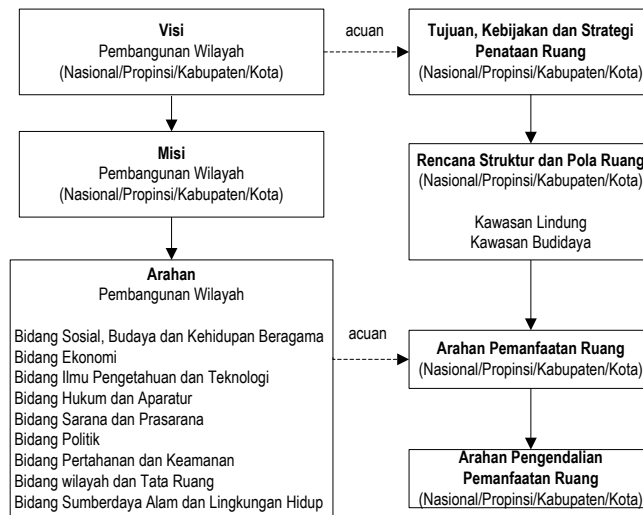 Visi
Pembangunan Wilayah
(Nasional/Propinsi/Kabupaten/Kota)
Misi
Pembangunan Wilayah
(Nasional/Propinsi/Kabupaten/Kota)
Arahan
Pembangunan Wilayah
Bidang Sosial, Budaya dan Kehidupan Beragama
Bidang Ekonomi
Bidang Ilmu Pengetahuan dan Teknologi
Bidang Hukum dan Aparatur
Bidang Sarana dan Prasarana
Bidang Politik
Bidang Pertahanan dan Keamanan
Bidang wilayah dan Tata Ruang
Bidang Sumberdaya Alam dan Lingkungan Hidup
acuan
acuan
Tujuan, Kebijakan dan Strategi
Penataan Ruang
(Nasional/Propinsi/Kabupaten/Kota)
Rencana Struktur dan Pola Ruang
(Nasional/Propinsi/Kabupaten/Kota)
Kawasan Lindung
Kawasan Budidaya
Arahan Pemanfaatan Ruang
(Nasional/Propinsi/Kabupaten/Kota)
Arahan Pengendalian
Pemanfaatan Ruang
(Nasional/Propinsi/Kabupaten/Kota)